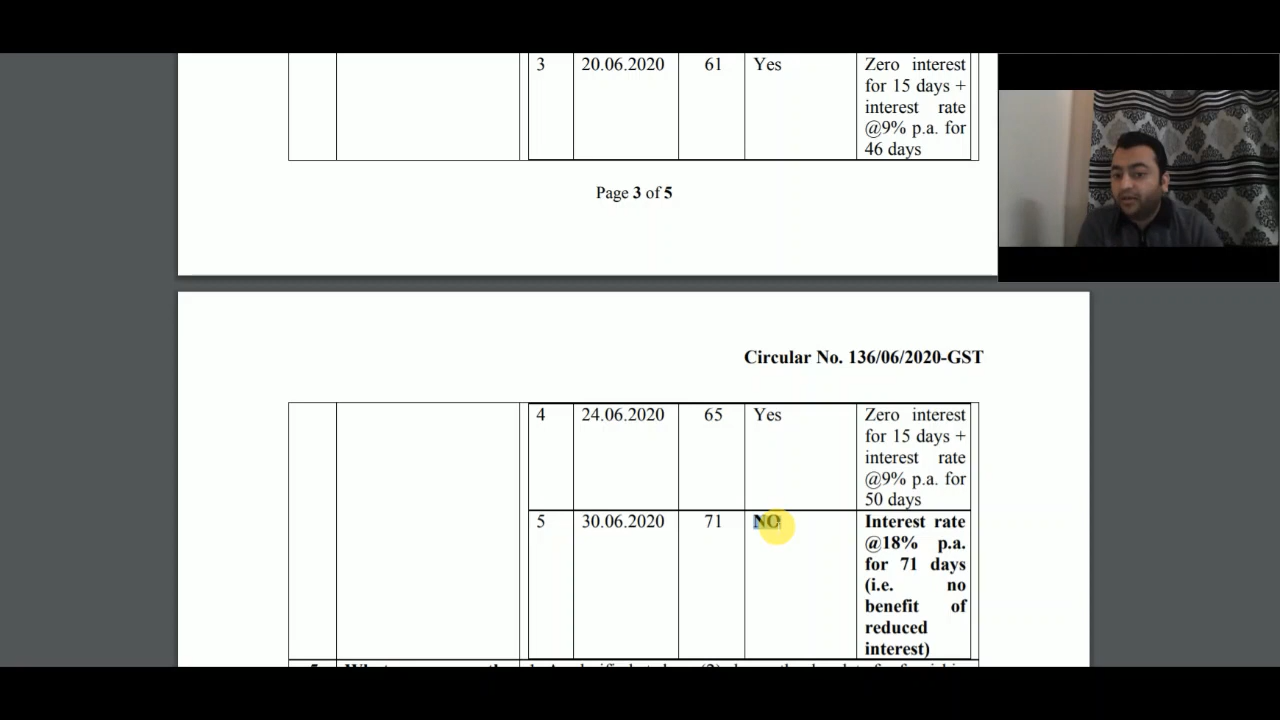 3 20.06.2020 61 Yes Zero interest
for 15 days +
interest rate
@9% p.a. for
46 days
Page 3 of 5
Circular No. 136/06/2020-GST
4 24.06.2020 65 Yes Zero interest
for 15 days +
interest rate
@9% p.a. for
50 days
5 30.06.2020 71 NO Interest rate
@18% p.a.
for 71 days
(i.e. no
benefit of
reduced
interest)